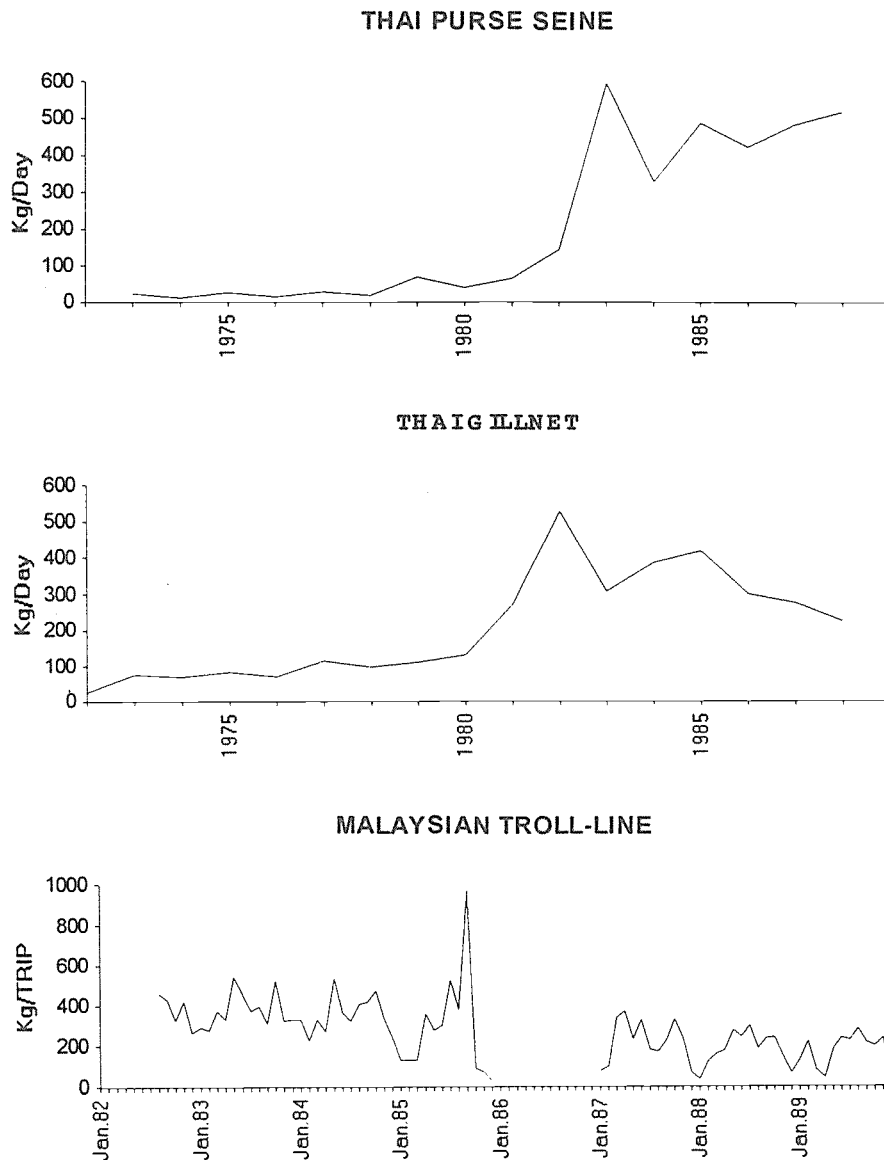 THAI PURSE SEINE
600
500
400
300
200
100
0
Kg/Day
1975
1980
1985
THAI GILLNET
600
500
400
300
200
100
0
Kg/Day
1975
1980
1985
MALAYSIAN TROLL-LINE
1000
800
600
400
200
0
Kg/TRIP
Jan.82
Jan.83
Jan.84
Jan.85
Jan.86
Jan.87
Jan.88
Jan.89